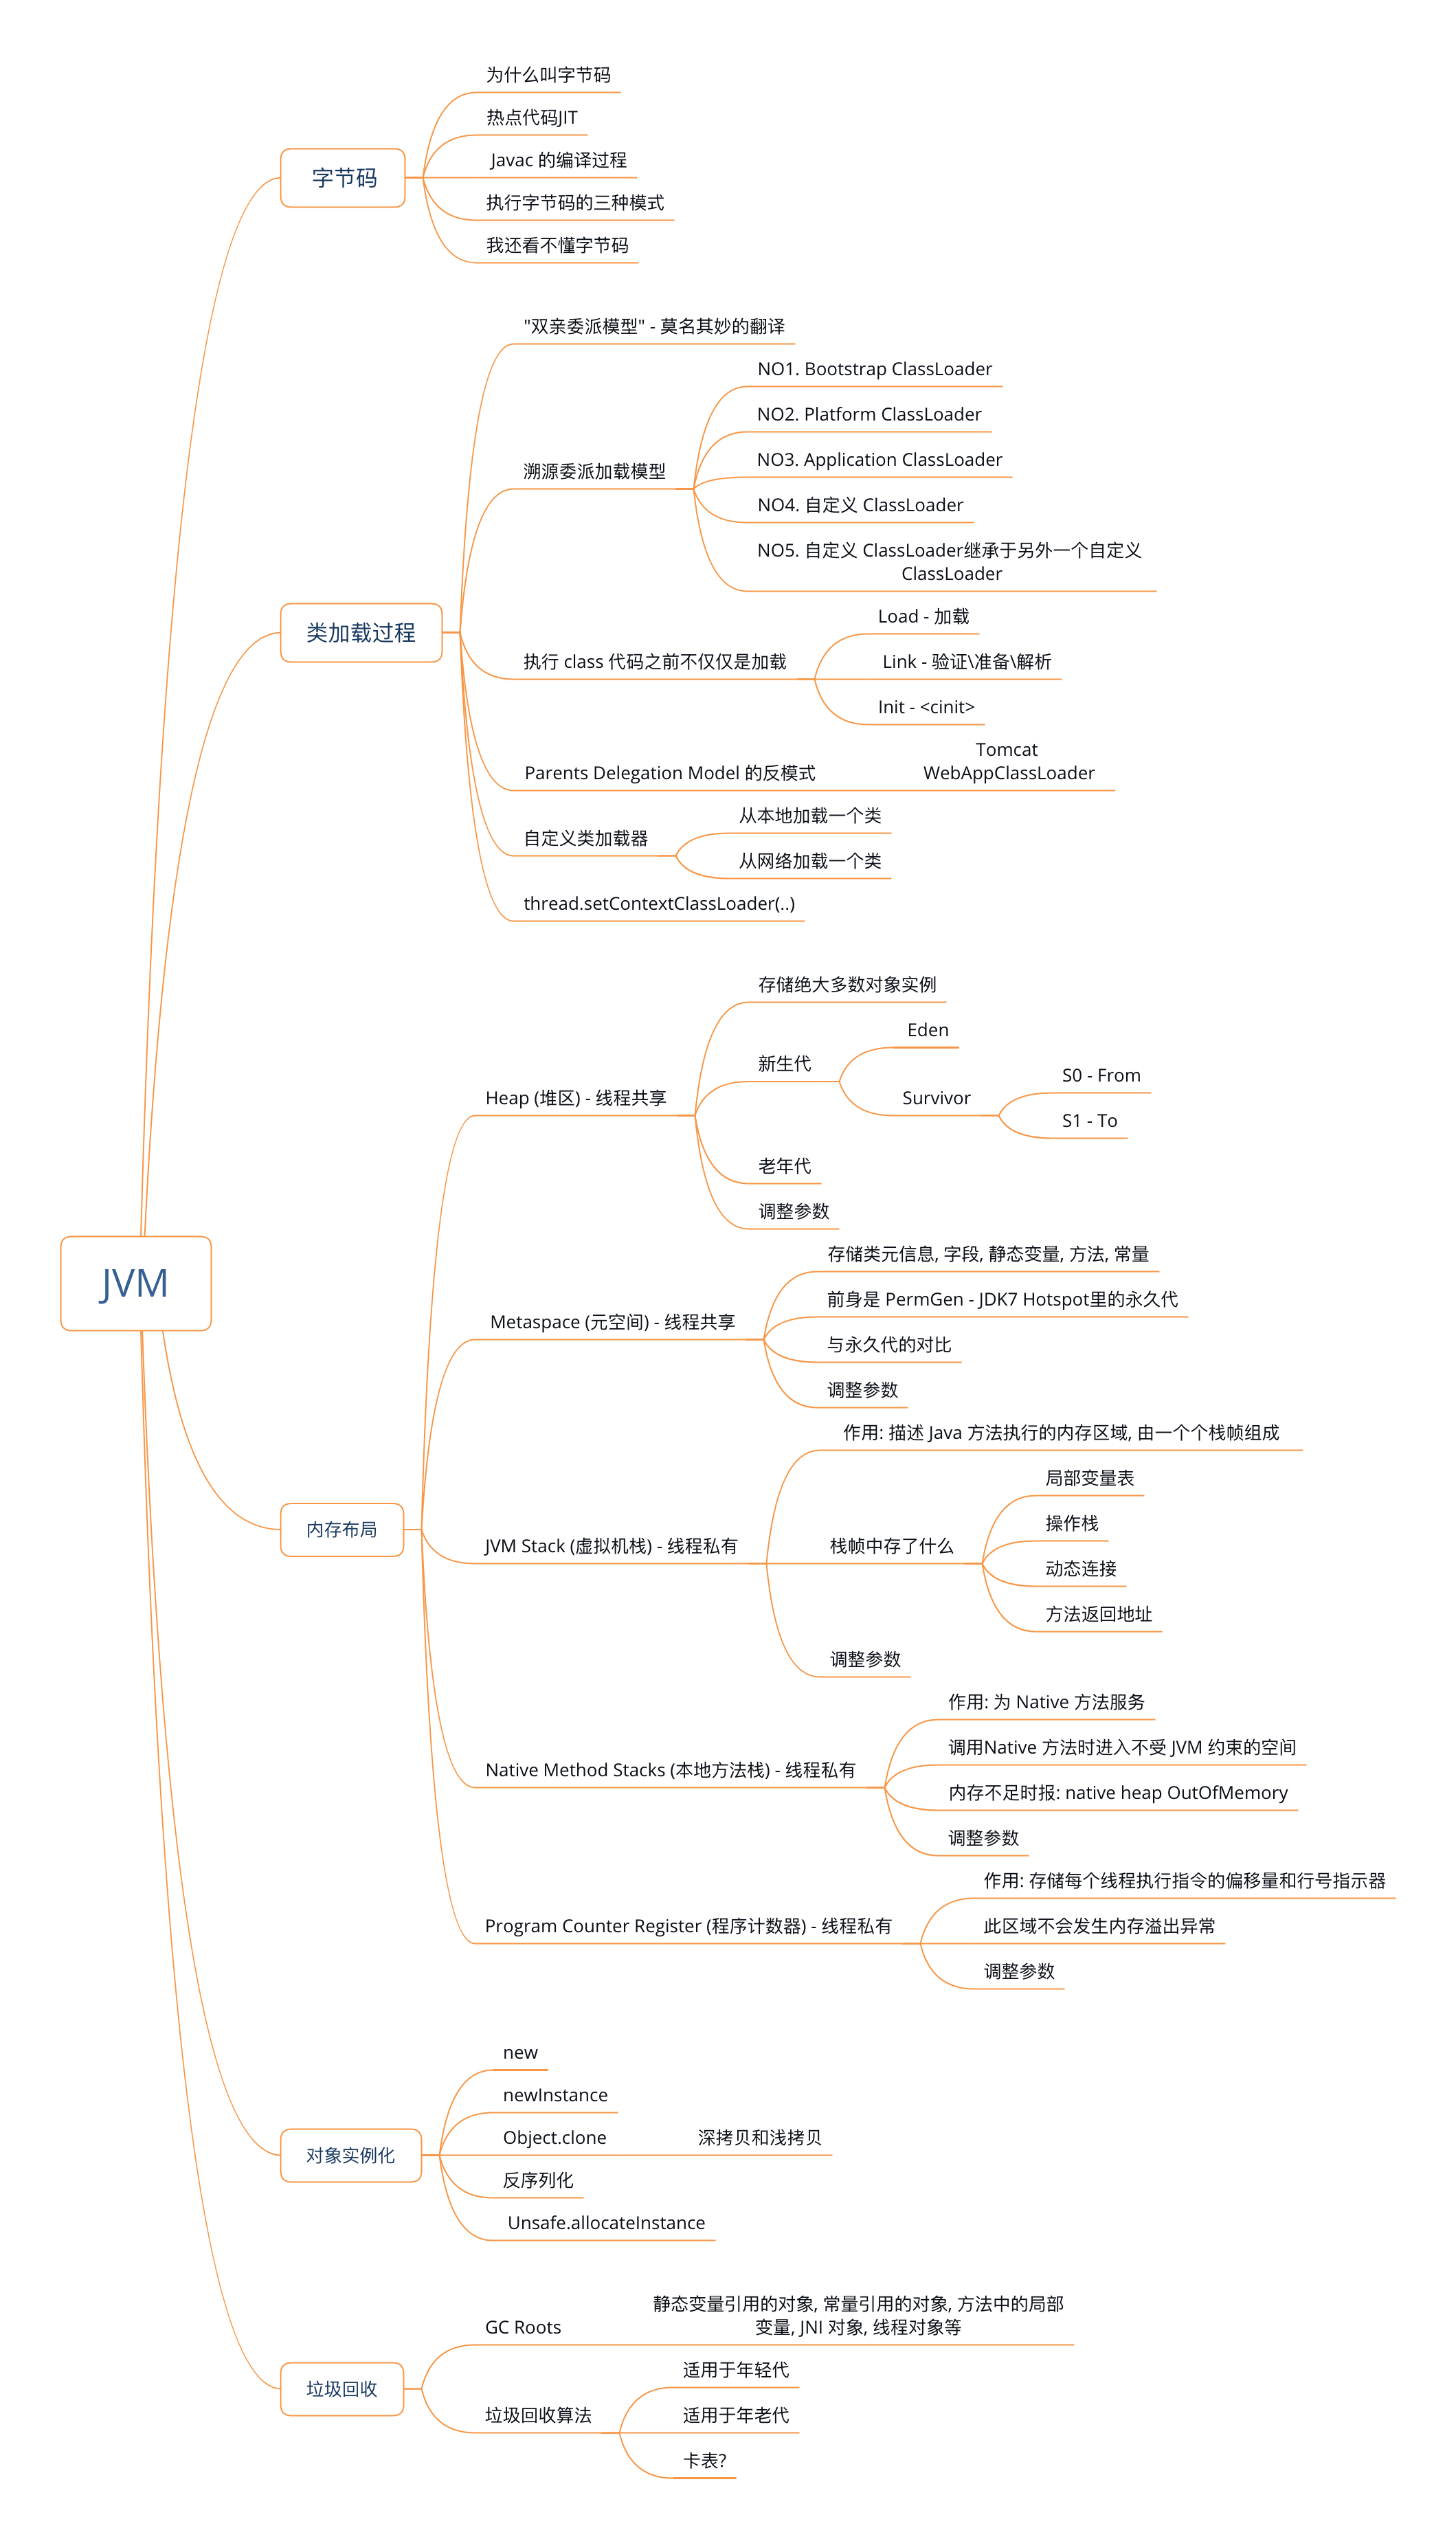 JVM
字节码
为什么叫字节码
热点代码JIT
Javac 的编译过程
执行字节码的三种模式
我还看不懂字节码
类加载过程
"双亲委派模型" - 莫名其妙的翻译
溯源委派加载模型
NO1. Bootstrap ClassLoader
NO2. Platform ClassLoader
NO3. Application ClassLoader
NO4. 自定义 ClassLoader
NO5. 自定义 ClassLoader继承于另外一个自定义
ClassLoader
执行 class 代码之前不仅仅是加载
Load - 加载
Link - 验证\准备\解析
Init - <cinit>
Parents Delegation Model 的反模式
Tomcat
WebAppClassLoader
自定义类加载器
从本地加载一个类
从网络加载一个类
thread.setContextClassLoader(..)
内存布局
Heap (堆区) - 线程共享
存储绝大多数对象实例
新生代
Eden
Survivor
S0 - From
S1 - To
老年代
调整参数
Metaspace (元空间) - 线程共享
存储类元信息, 字段, 静态变量, 方法, 常量
前身是 PermGen - JDK7 Hotspot里的永久代
与永久代的对比
调整参数
JVM Stack (虚拟机栈) - 线程私有
作用: 描述 Java 方法执行的内存区域, 由一个个栈帧组成
栈帧中存了什么
局部变量表
操作栈
动态连接
方法返回地址
调整参数
Native Method Stacks (本地方法栈) - 线程私有
作用: 为 Native 方法服务
调用Native 方法时进入不受 JVM 约束的空间
内存不足时报: native heap OutOfMemory
调整参数
Program Counter Register (程序计数器) - 线程私有
作用: 存储每个线程执行指令的偏移量和行号指示器
此区域不会发生内存溢出异常
调整参数
对象实例化
new
newInstance
Object.clone
深拷贝和浅拷贝
反序列化
Unsafe.allocateInstance
垃圾回收
GC Roots
静态变量引用的对象, 常量引用的对象, 方法中的局部
变量, JNI 对象, 线程对象等
垃圾回收算法
适用于年轻代
适用于年老代
卡表?